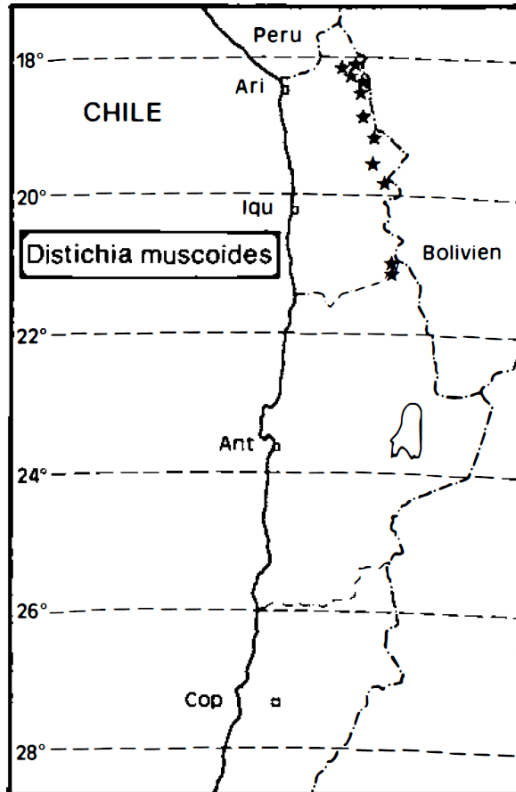 Peru
18°
Ari
CHILE
20°
Iqu
Distichia muscoides
Bolivien
22°
Ant
24°
26°
Cop
28°